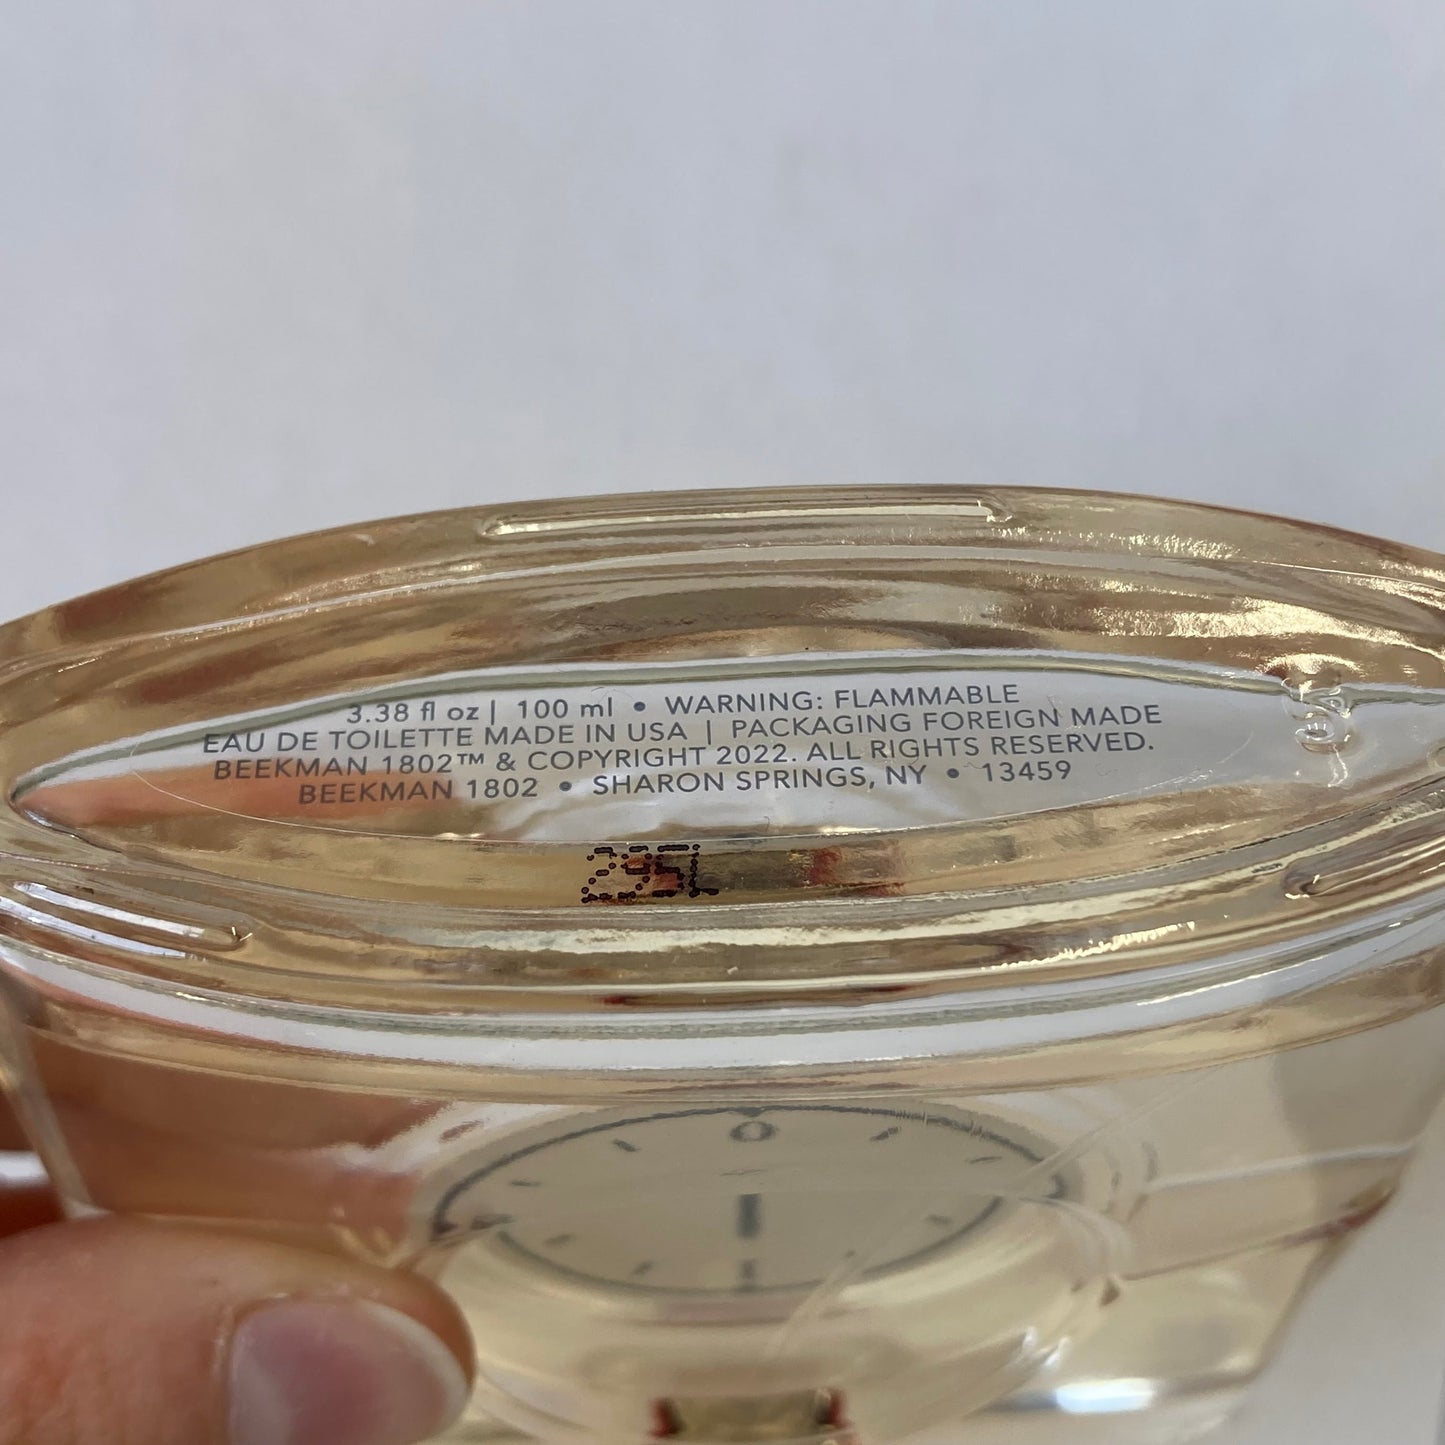 3.38 fl oz | 100 ml • WARNING: FLAMMABLE
EAU DE TOILETTE MADE IN USA | PACKAGING FOREIGN MADE
BEEKMAN 1802™ & COPYRIGHT 2022. ALL RIGHTS RESERVED.
BEEKMAN 1802 • SHARON SPRINGS, NY • 13459